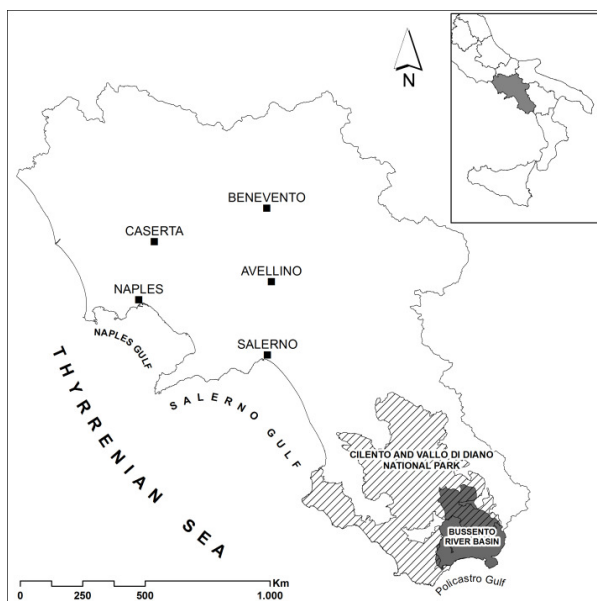 N
BENEVENTO
CASERTA
AVELLINO
NAPLES
NAPLES GULF
SALERNO
SALERNO GULF
THYRRENIAN SEA
CILENTO AND VALLO DI DIANO
NATIONAL PARK
BUSSENTO
RIVER BASIN
Policastro Gulf
Km
0 250 500 1.000